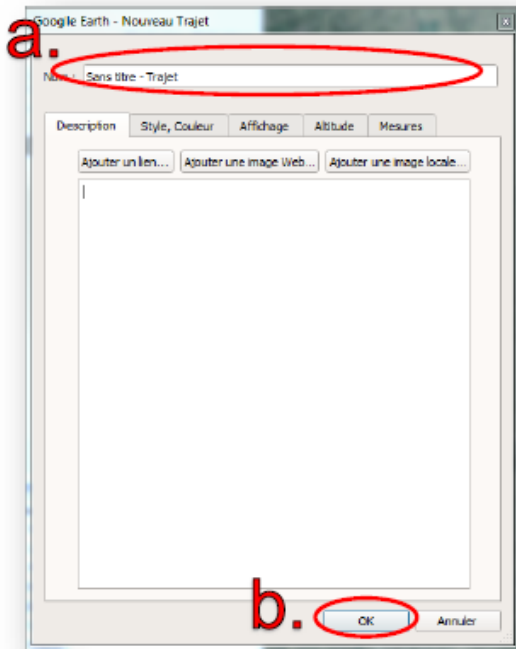 Google Earth - Nouveau Trajet
a.
Nom : Sans titre - Trajet
Description Style, Couleur Affichage Altitude Mesures
Ajouter un lien... Ajouter une image Web... Ajouter une image locale...
b. OK Annuler